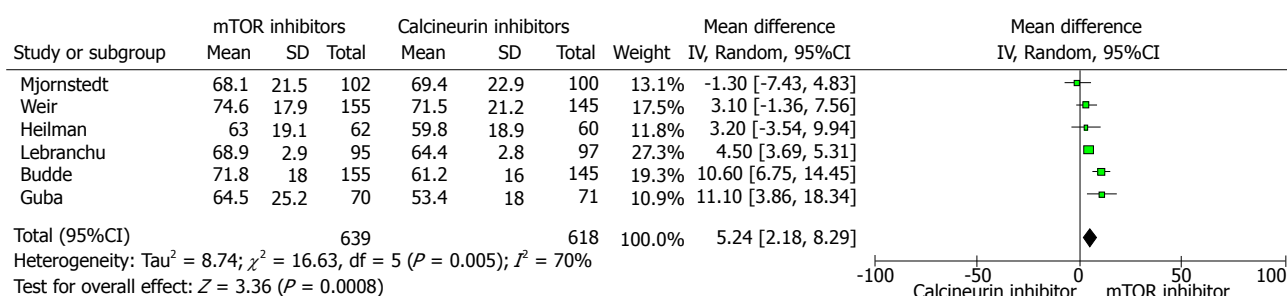 mTOR inhibitors Calcineurin inhibitors Mean difference Mean difference
Study or subgroup Mean SD Total Mean SD Total Weight IV, Random, 95%CI IV, Random, 95%CI
Mjornstedt 68.1 21.5 102 69.4 22.9 100 13.1% -1.30 [-7.43, 4.83]
Weir 74.6 17.9 155 71.5 21.2 145 17.5% 3.10 [-1.36, 7.56]
Heilman 63 19.1 62 59.8 18.9 60 11.8% 3.20 [-3.54, 9.94]
Lebranchu 68.9 2.9 95 64.4 2.8 97 27.3% 4.50 [3.69, 5.31]
Budde 71.8 18 155 61.2 16 145 19.3% 10.60 [6.75, 14.45]
Guba 64.5 25.2 70 53.4 18 71 10.9% 11.10 [3.86, 18.34]
Total (95%CI) 639 618 100.0% 5.24 [2.18, 8.29]
Heterogeneity: Tau² = 8.74; χ² = 16.63, df = 5 (P = 0.005); I² = 70%
Test for overall effect: Z = 3.36 (P = 0.0008)
-100 -50 0 50 100
Calcineurin inhibitor mTOR inhibitors